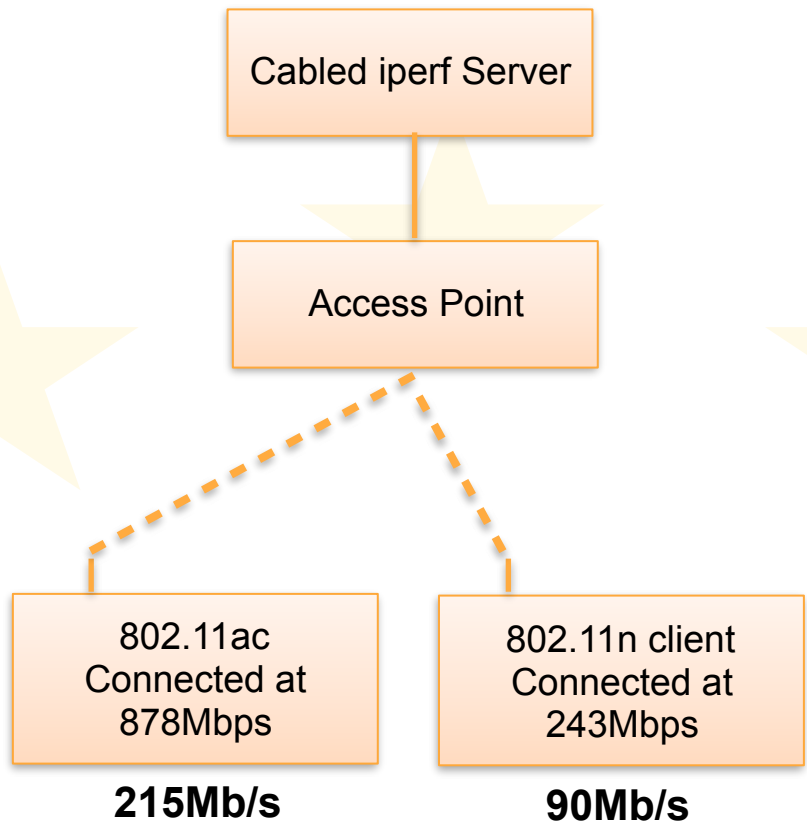 Cabled iperf Server
Access Point
802.11ac
Connected at
878Mbps
802.11n client
Connected at
243Mbps
215Mb/s
90Mb/s